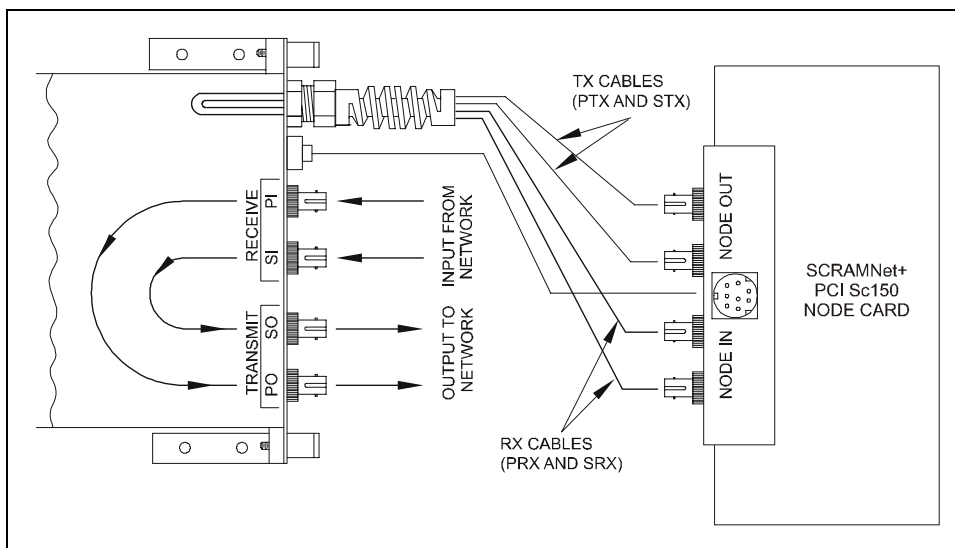 TX CABLES
(PTX AND STX)
RECEIVE
PI
SI
INPUT FROM
NETWORK
TRANSMIT
SO
PO
OUTPUT TO
NETWORK
RX CABLES
(PRX AND SRX)
NODE OUT
NODE IN
SCRAMNet+
PCI Sc150
NODE CARD